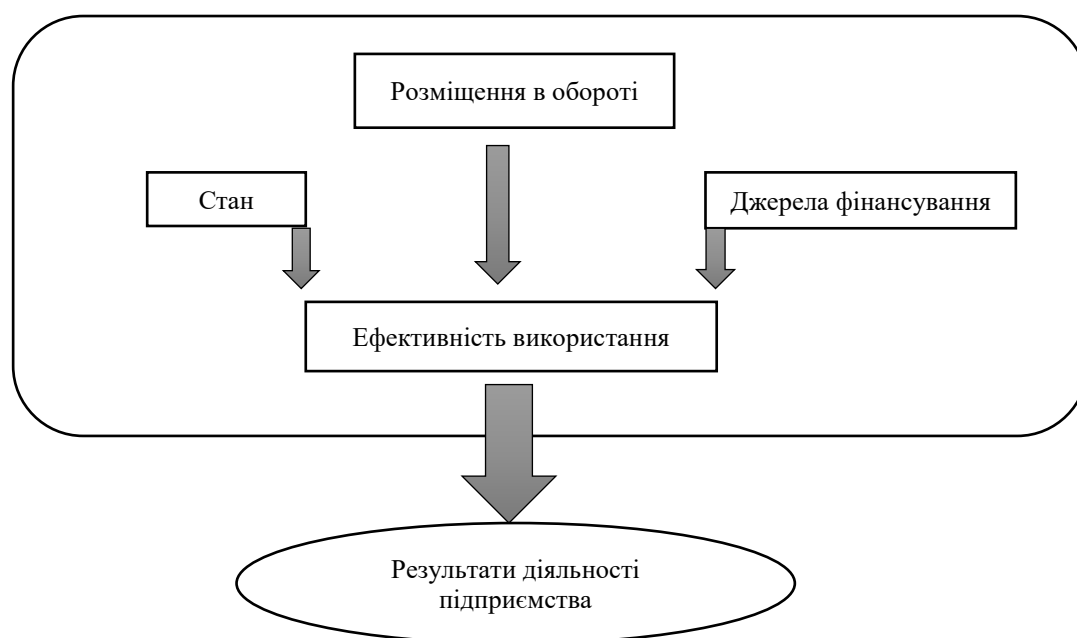 Розміщення в обороті
Стан
Джерела фінансування
Ефективність використання
Результати діяльності
підприємства